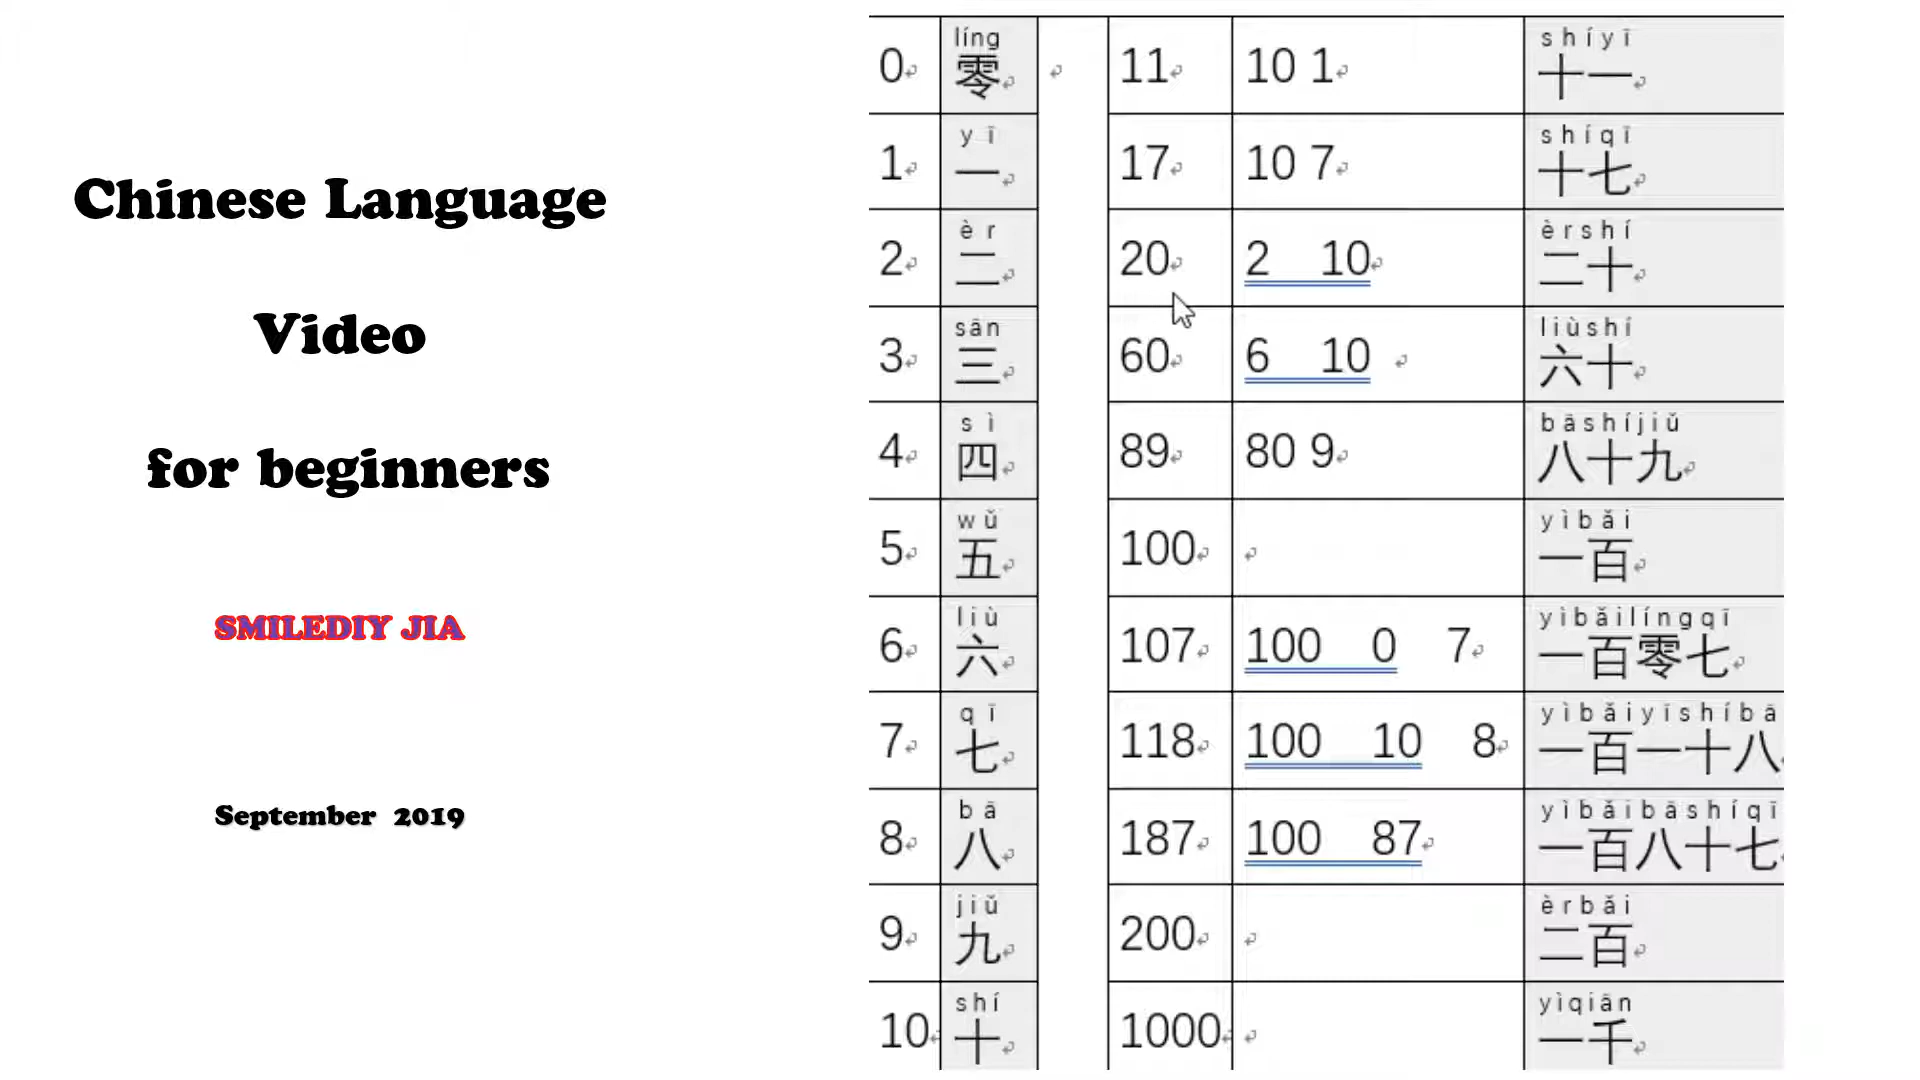 Chinese Language
Video
for beginners
SMILEDIY JIA
September 2019
líng
0 零
yī
1 一
èr
2 二
sān
3 三
sì
4 四
wǔ
5 五
liù
6 六
qī
7 七
bā
8 八
jiǔ
9 九
shí
10 十
shíyī
11 10 1 十一
shíqī
17 10 7 十七
èrshí
20 2 10 二十
liùshí
60 6 10 六十
bāshíjiǔ
89 80 9 八十九
yìbǎi
100 一百
yìbǎilíngqī
107 100 0 7 一百零七
yìbǎiyīshíbā
118 100 10 8 一百一十八
yìbǎibāshíqī
187 100 87 一百八十七
èrbǎi
200 二百
yìqiān
1000 一千